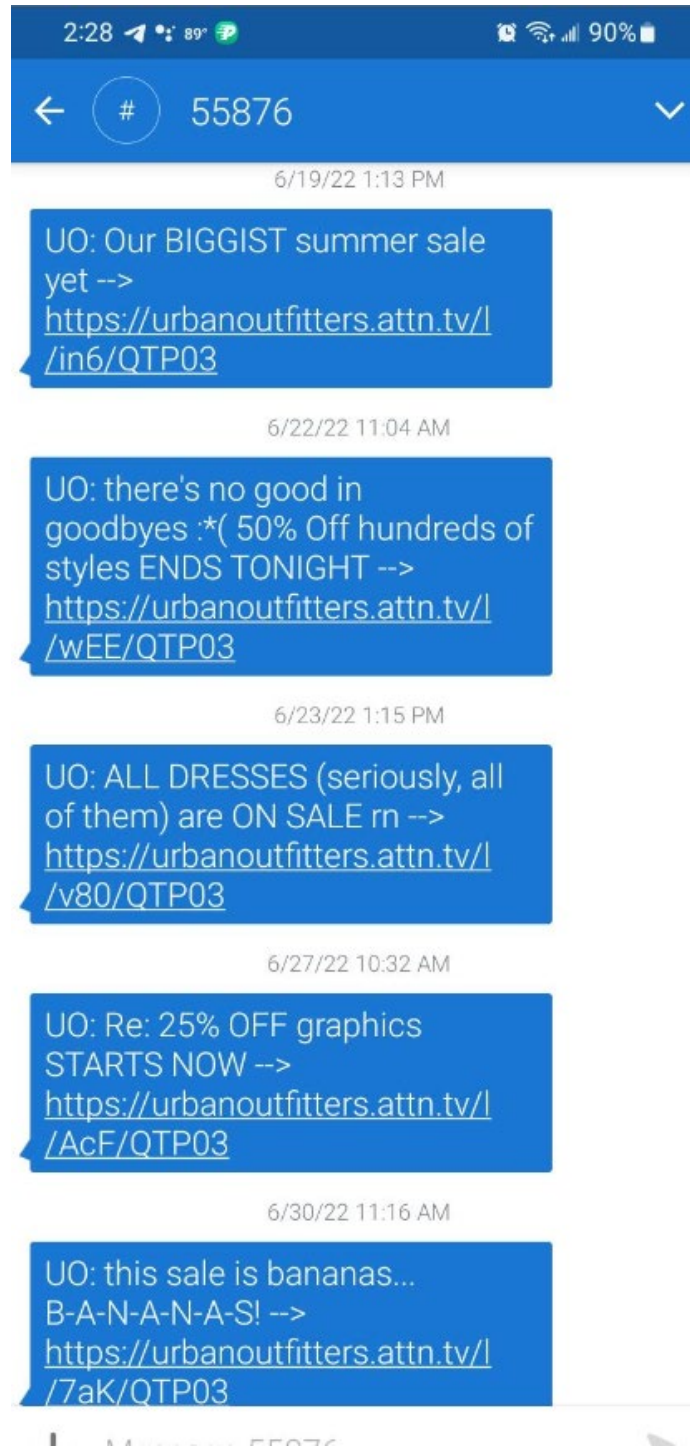 2:28 89° 90%
# 55876
6/19/22 1:13 PM
UO: Our BIGGIST summer sale
yet -->
https://urbanoutfitters.attn.tv/l
/in6/QTP03
6/22/22 11:04 AM
UO: there's no good in
goodbyes :*( 50% Off hundreds of
styles ENDS TONIGHT -->
https://urbanoutfitters.attn.tv/l
/wEE/QTP03
6/23/22 1:15 PM
UO: ALL DRESSES (seriously, all
of them) are ON SALE rn -->
https://urbanoutfitters.attn.tv/l
/v80/QTP03
6/27/22 10:32 AM
UO: Re: 25% OFF graphics
STARTS NOW -->
https://urbanoutfitters.attn.tv/l
/AcF/QTP03
6/30/22 11:16 AM
UO: this sale is bananas...
B-A-N-A-N-A-S! -->
https://urbanoutfitters.attn.tv/l
/7aK/QTP03